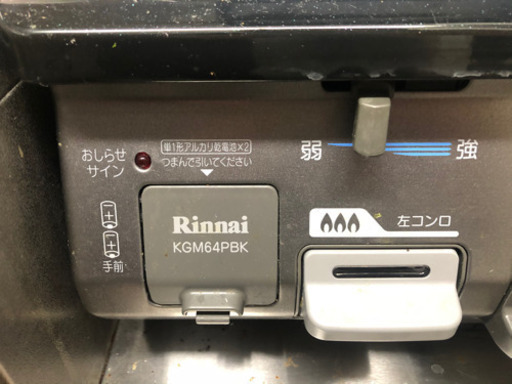 おしらせ
サイン
単1形アルカリ乾電池×2
つまんで引いてください
弱
強
Rinnai
KGM64PBK
左コンロ
手前